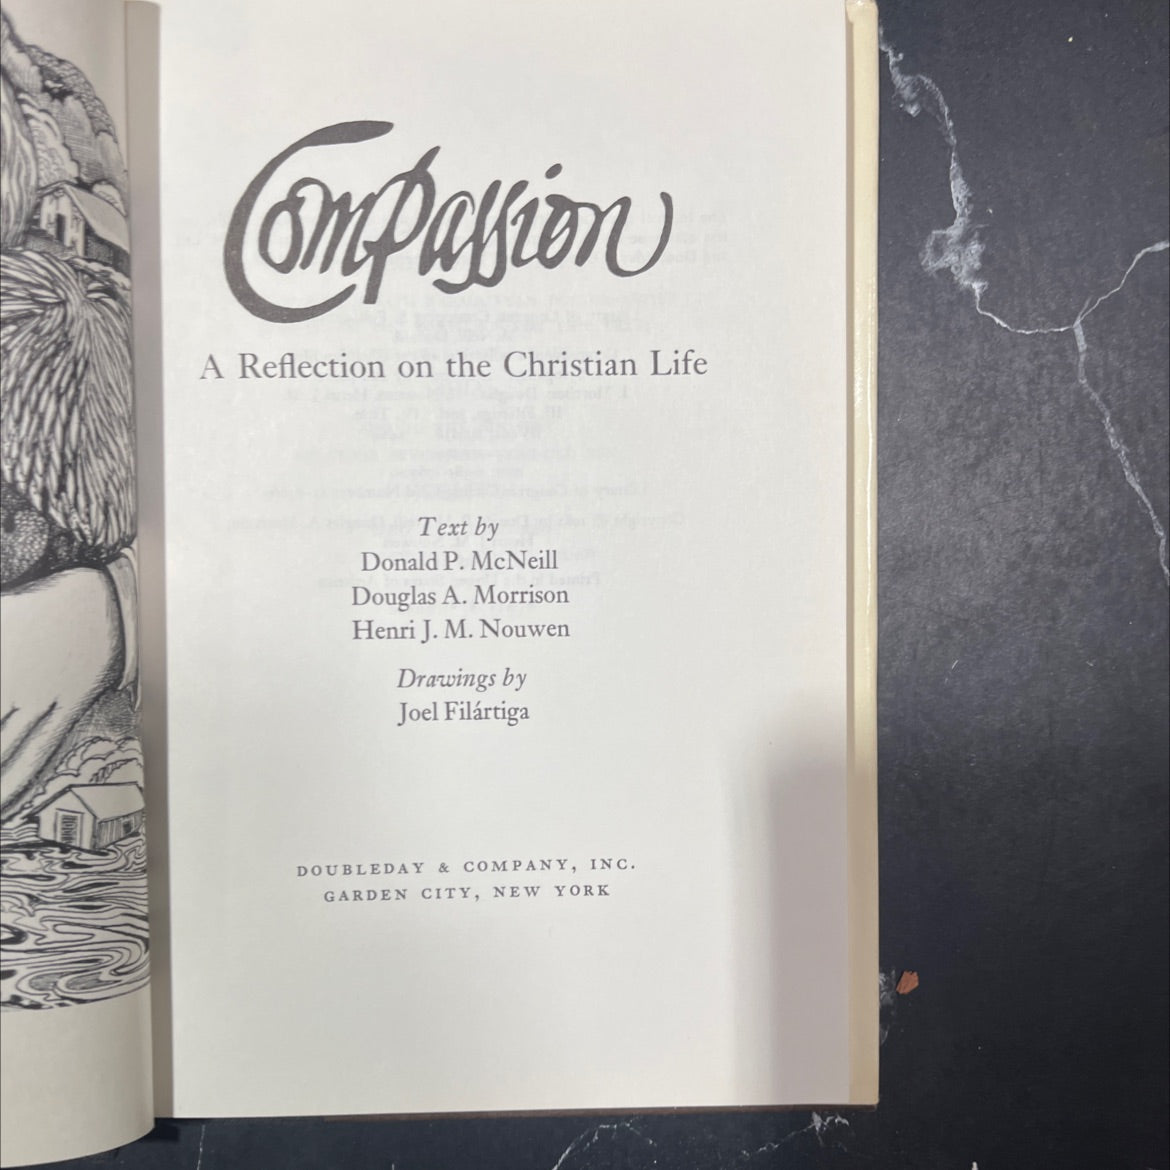 Compassion
A Reflection on the Christian Life
Text by
Donald P. McNeill
Douglas A. Morrison
Henri J. M. Nouwen
Drawings by
Joel Filártiga
DOUBLEDAY & COMPANY, INC.
GARDEN CITY, NEW YORK